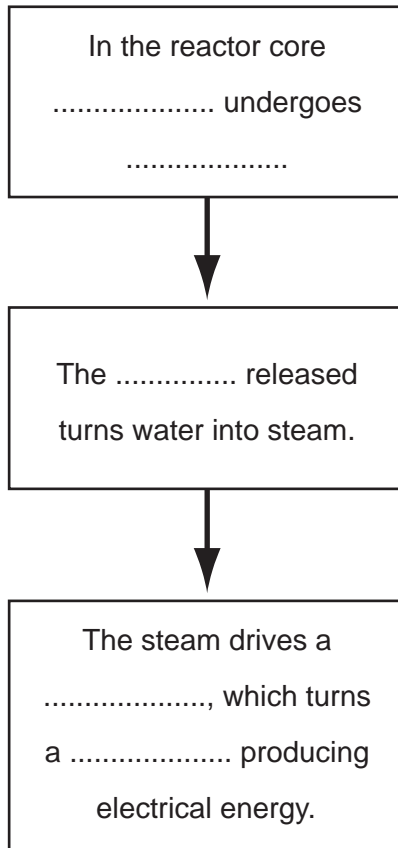 In the reactor core
.................... undergoes
....................
The ............... released
turns water into steam.
The steam drives a
...................., which turns
a .................... producing
electrical energy.